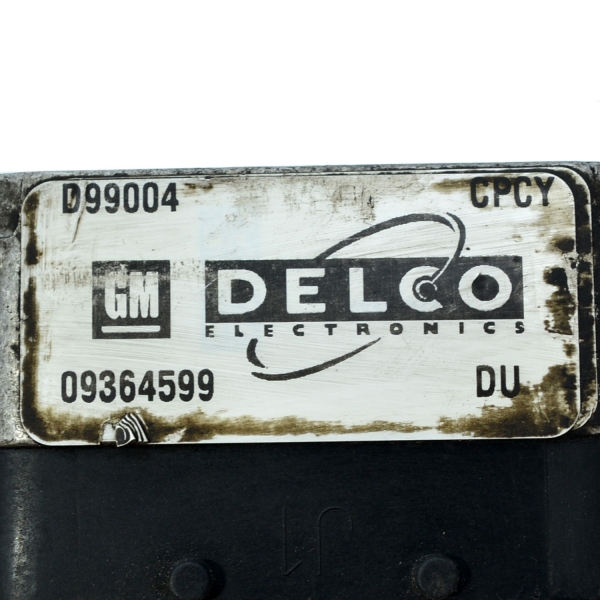 D99004 CPCY
GM DELCO
ELECTRONICS
09364599 DU